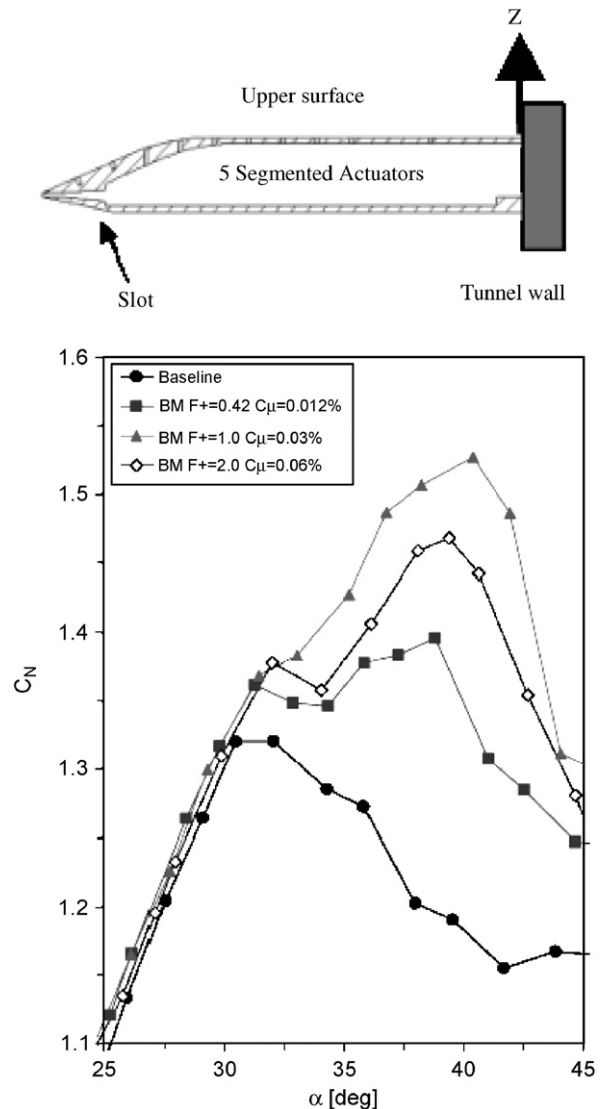 Z
Upper surface
5 Segmented Actuators
Slot
Tunnel wall
1.6
1.5
1.4
1.3
1.2
1.1
C_N
Baseline
BM F+=0.42 Cμ=0.012%
BM F+=1.0 Cμ=0.03%
BM F+=2.0 Cμ=0.06%
25
30
35
40
45
α [deg]